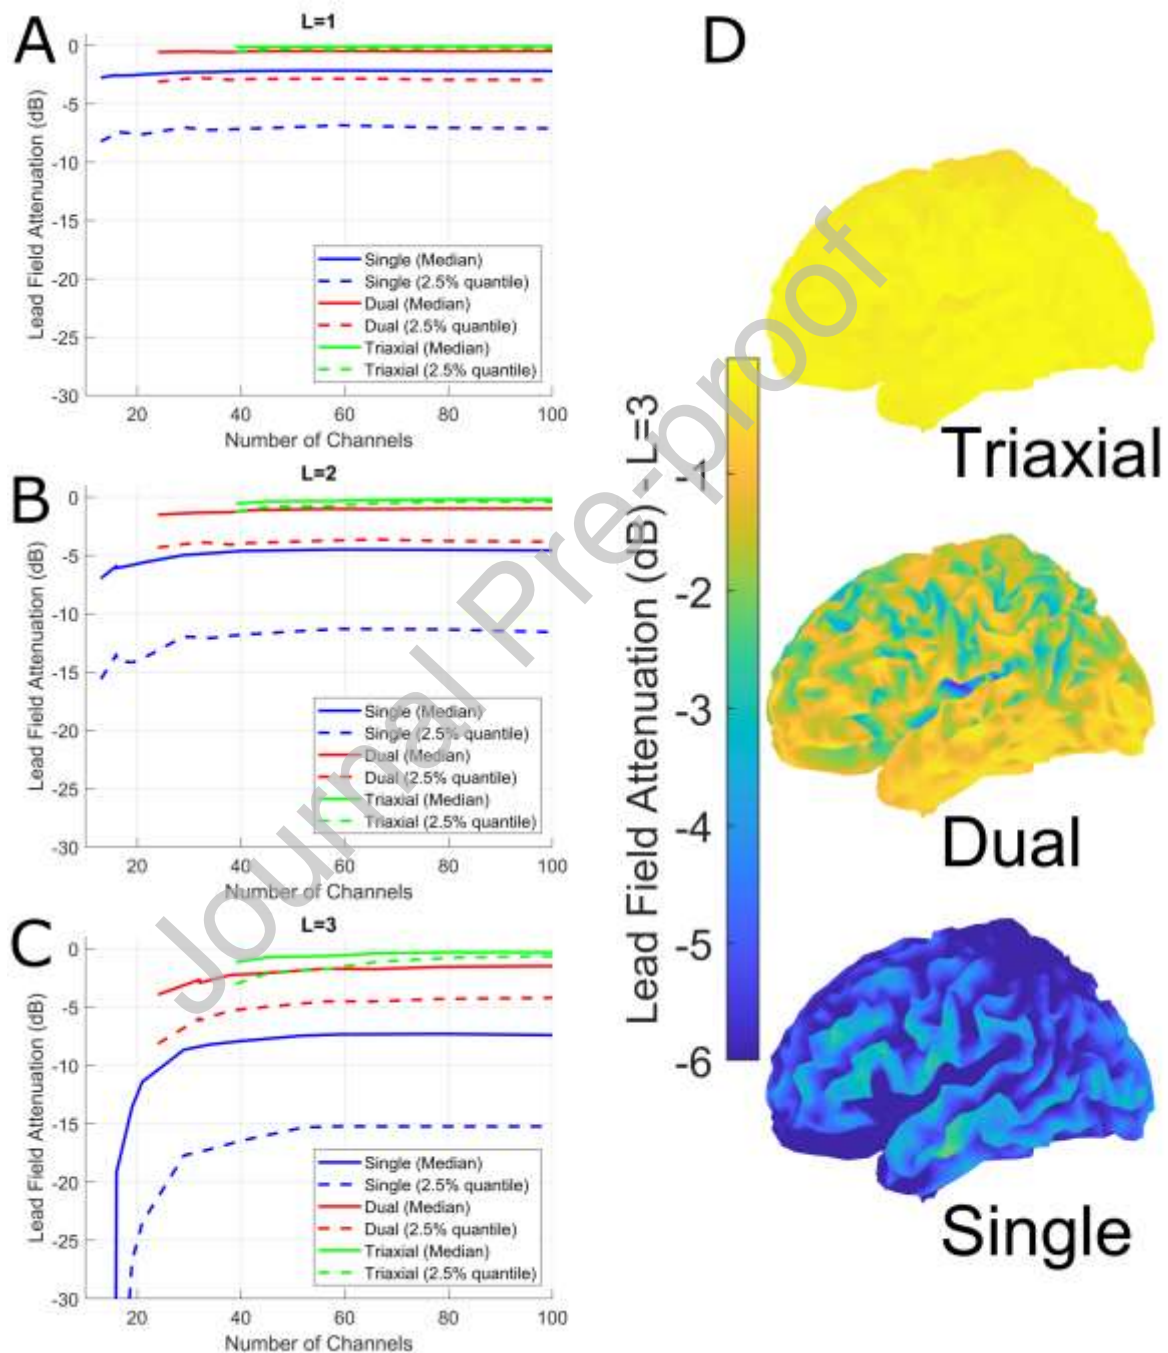 A
L=1
0
-5
-10
-15
-20
-25
-30
Lead Field Attenuation (dB)
Single (Median)
Single (2.5% quantile)
Dual (Median)
Dual (2.5% quantile)
Triaxial (Median)
Triaxial (2.5% quantile)
20
40
60
80
100
Number of Channels
B
L=2
0
-5
-10
-15
-20
-25
-30
Lead Field Attenuation (dB)
Single (Median)
Single (2.5% quantile)
Dual (Median)
Dual (2.5% quantile)
Triaxial (Median)
Triaxial (2.5% quantile)
20
40
60
80
100
Number of Channels
C
L=3
0
-5
-10
-15
-20
-25
-30
Lead Field Attenuation (dB)
Single (Median)
Single (2.5% quantile)
Dual (Median)
Dual (2.5% quantile)
Triaxial (Median)
Triaxial (2.5% quantile)
20
40
60
80
100
Number of Channels
D
Lead Field Attenuation (dB) - L=3
-1
-2
-3
-4
-5
-6
Triaxial
Dual
Single
Journal Pre-proof